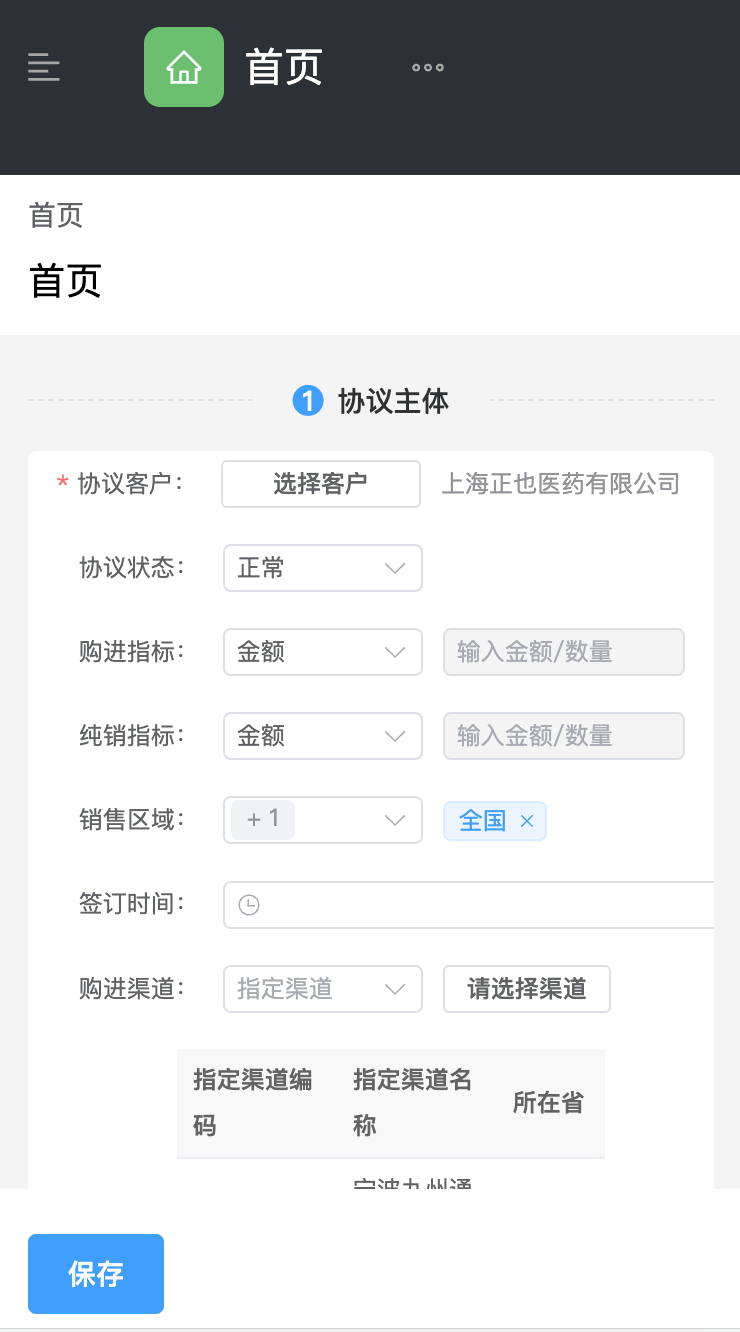 首页
首页
首页
1 协议主体
* 协议客户： 选择客户 上海正也医药有限公司
协议状态： 正常
购进指标： 金额 输入金额/数量
纯销指标： 金额 输入金额/数量
销售区域： + 1 全国 ×
签订时间：
购进渠道： 指定渠道 请选择渠道
指定渠道编码 指定渠道名称 所在省
宁波九州通
保存